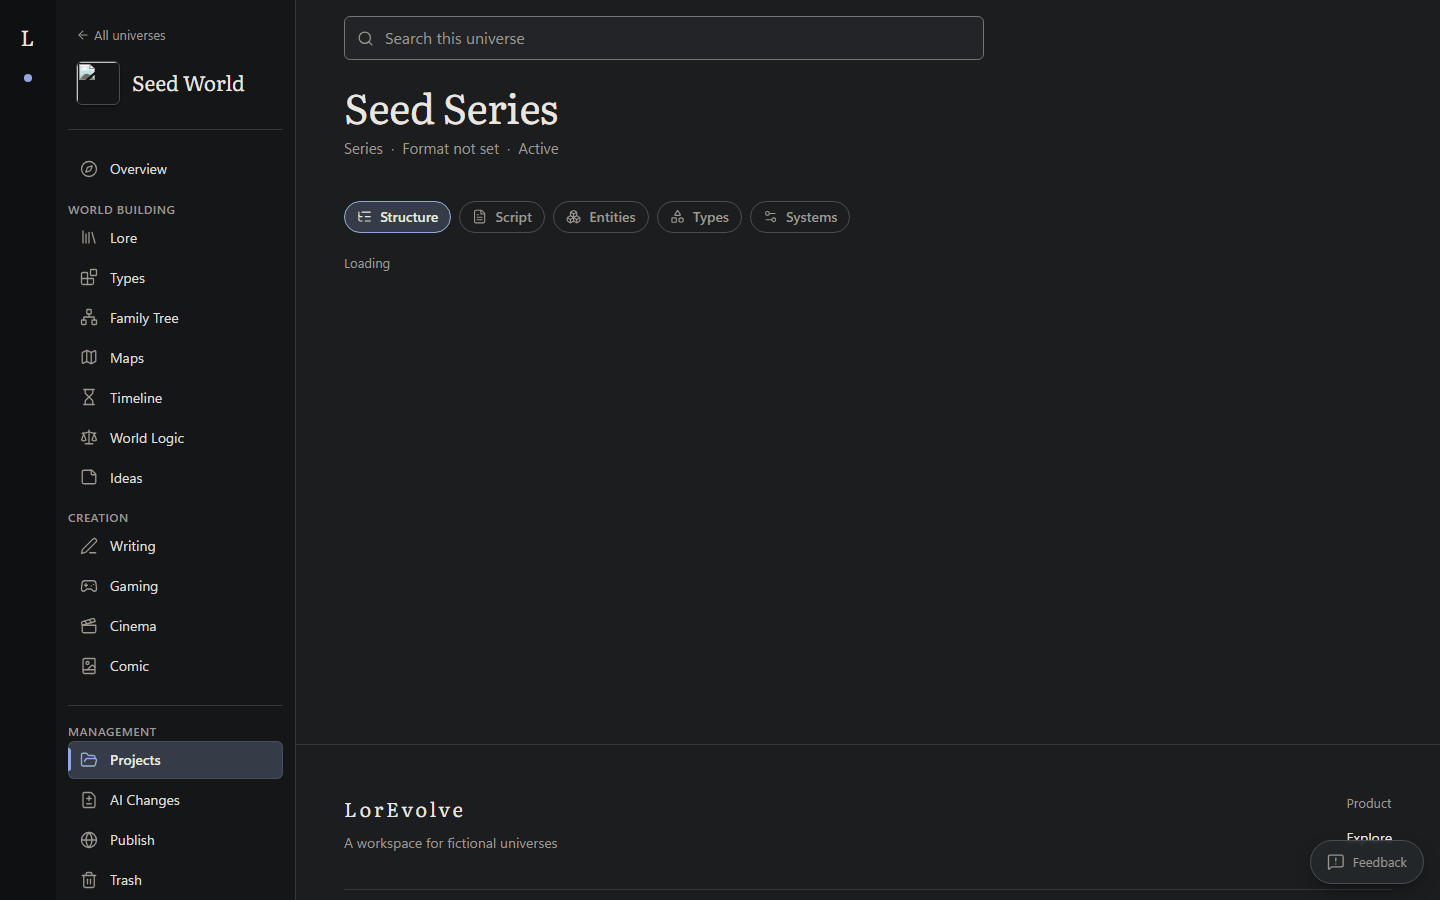 L
All universes
Seed World
Overview
WORLD BUILDING
Lore
Types
Family Tree
Maps
Timeline
World Logic
Ideas
CREATION
Writing
Gaming
Cinema
Comic
MANAGEMENT
Projects
AI Changes
Publish
Trash
Search this universe
Seed Series
Series · Format not set · Active
Structure Script Entities Types Systems
Loading
LorEvolve
A workspace for fictional universes
Product
Explore
Feedback